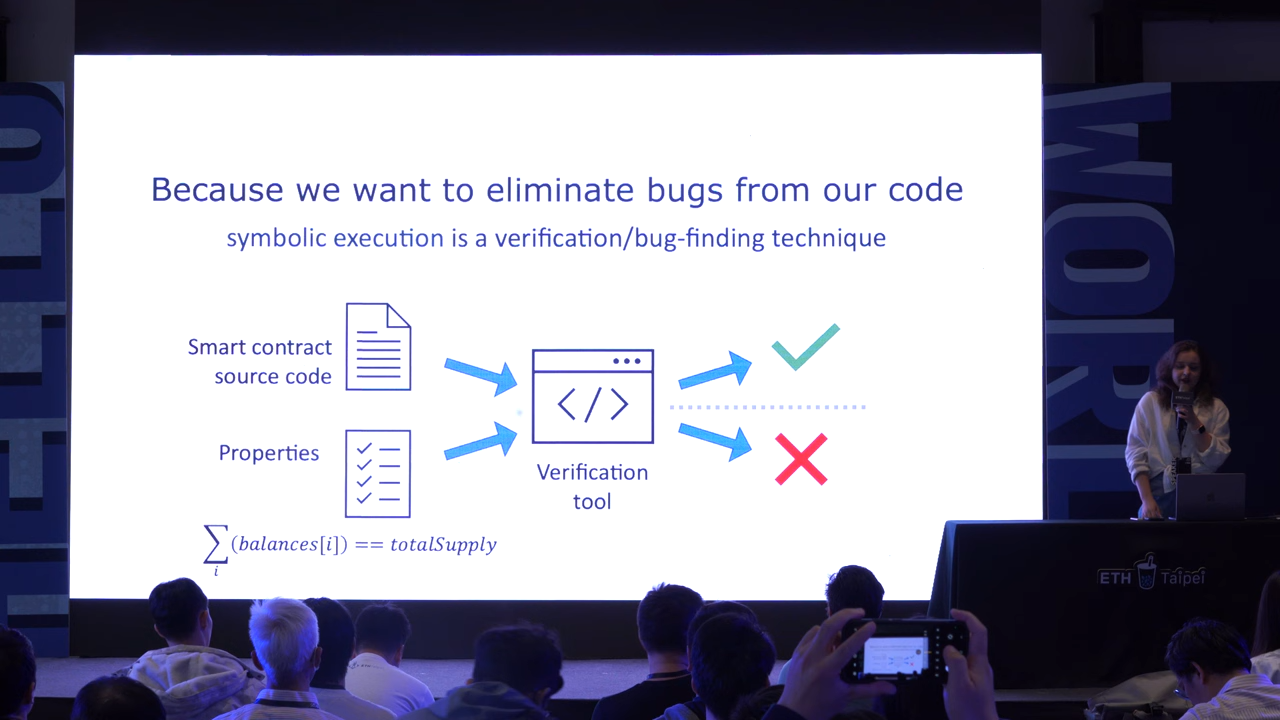 Because we want to eliminate bugs from our code
symbolic execution is a verification/bug-finding technique
Smart contract
source code
Properties
Verification
tool
∑i(balances[i]) == totalSupply
WORL
ETH Taipei